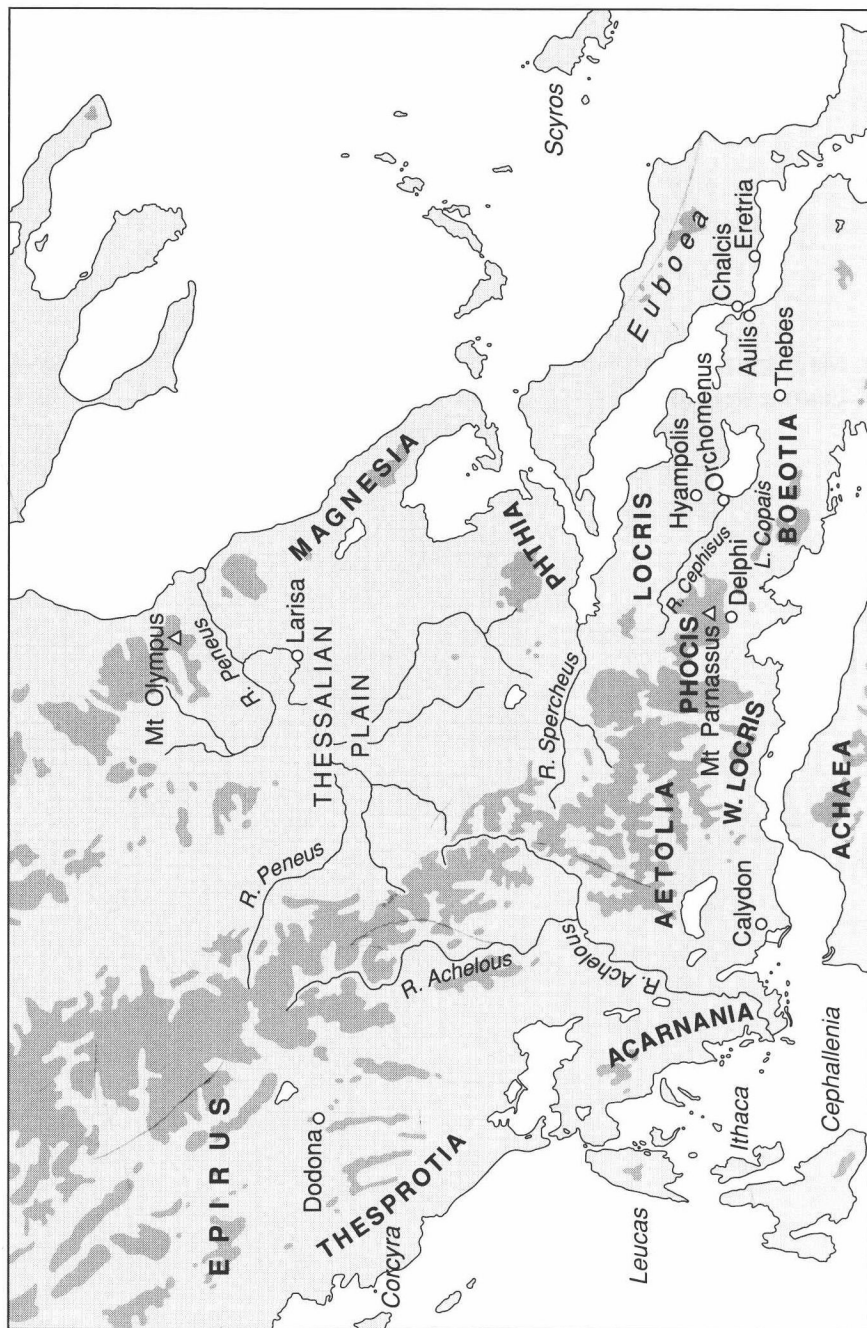 Mt Olympus
R. Peneus
Larisa
THESSALIAN
PLAIN
MAGNESIA
R. Peneus
EPIRUS
Dodona
THESPROTIA
Corcyra
R. Achelous
R. Achelous
R. Spercheus
PHTHIA
Scyros
Euboea
LOCRIS
Hyampolis
Orchomenus
Chalcis
Eretria
Aulis
Thebes
R. Cephisus
L. Copais
BOEOTIA
PHOCIS
Mt Parnassus
Delphi
AETOLIA
W. LOCRIS
Calydon
ACARNANIA
Leucas
Ithaca
Cephallenia
ACHAEA